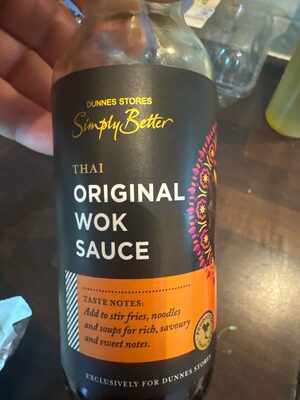 DUNNES STORES
Simply Better
THAI
ORIGINAL
WOK
SAUCE
TASTE NOTES:
Add to stir fries, noodles
and soups for rich, savoury
and sweet notes.
EXCLUSIVELY FOR DUNNES STORES